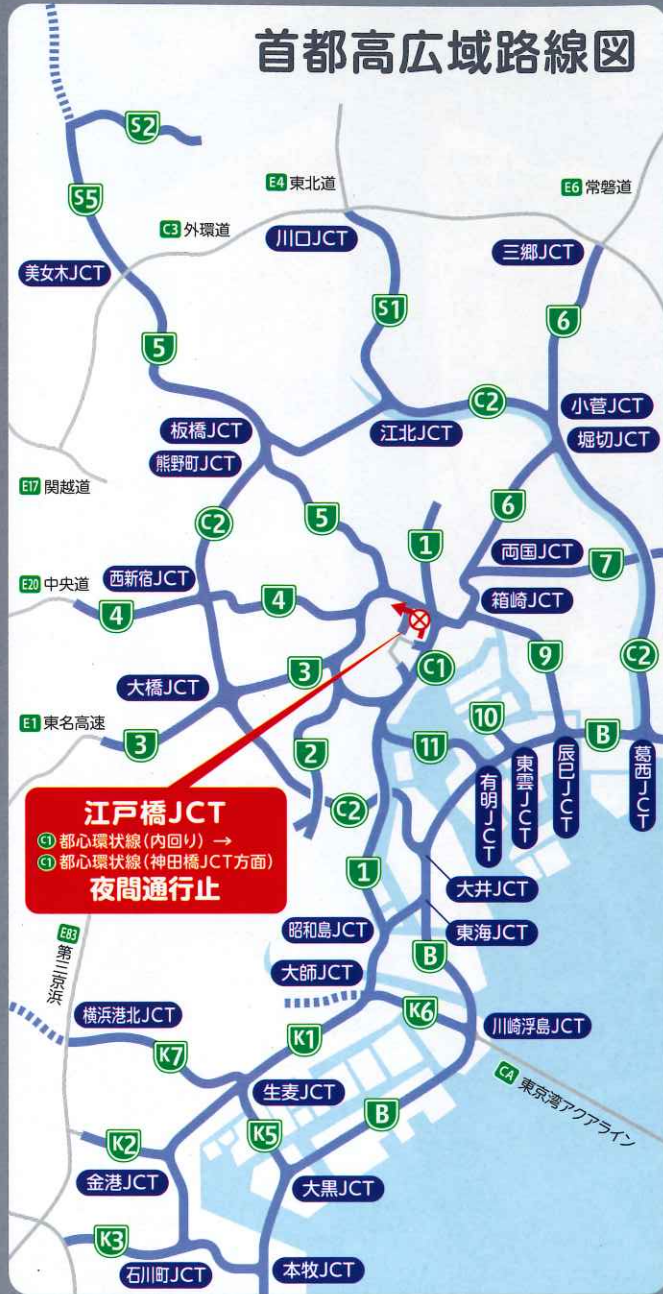 首都高広域路線図
S2
E4 東北道
E6 常磐道
S5
C3 外環道
川口JCT
三郷JCT
美女木JCT
S1
6
5
C2
小菅JCT
板橋JCT
江北JCT
堀切JCT
熊野町JCT
E17 関越道
5
6
C2
1
両国JCT
7
E20 中央道
西新宿JCT
箱崎JCT
4
4
9
C1
C2
3
大橋JCT
10
E1 東名高速
3
11
B
2
有明JCT
東雲JCT
辰巳JCT
葛西JCT
江戸橋JCT
C1 都心環状線(内回り) →
C1 都心環状線(神田橋JCT方面)
夜間通行止
C2
1
大井JCT
昭和島JCT
東海JCT
E83 第三京浜
B
大師JCT
横浜港北JCT
K6
川崎浮島JCT
K1
K7
CA 東京湾アクアライン
生麦JCT
B
K5
K2
金港JCT
大黒JCT
K3
石川町JCT
本牧JCT